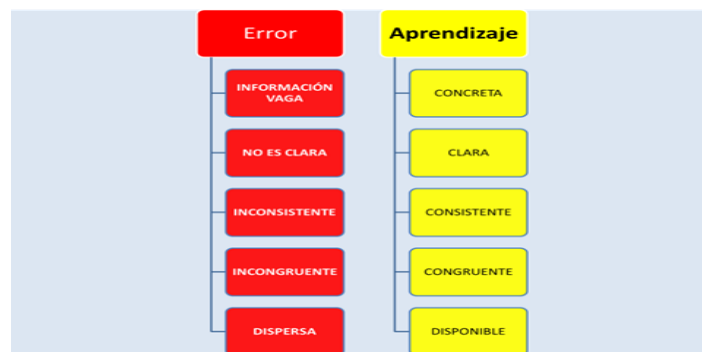 Error
INFORMACIÓN
VAGA
NO ES CLARA
INCONSISTENTE
INCONGRUENTE
DISPERSA
Aprendizaje
CONCRETA
CLARA
CONSISTENTE
CONGRUENTE
DISPONIBLE